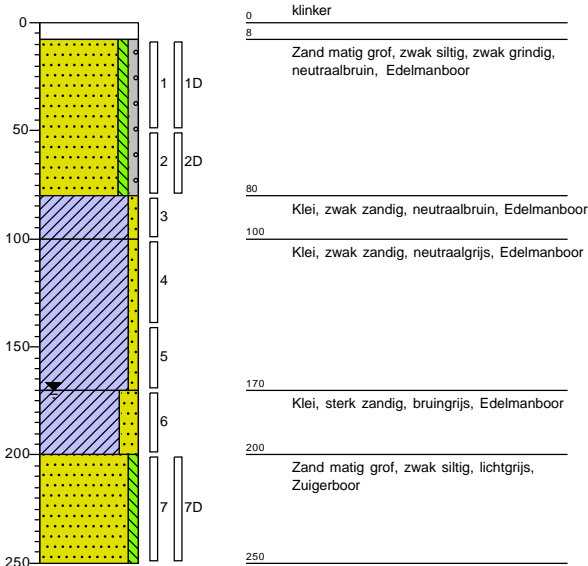 klinker
0
0
8
Zand matig grof, zwak siltig, zwak grindig,
neutraalbruin, Edelmanboor
1
1D
50
2
2D
80
Klei, zwak zandig, neutraalbruin, Edelmanboor
3
100
100
Klei, zwak zandig, neutraalgrijs, Edelmanboor
4
150
5
170
Klei, sterk zandig, bruingrijs, Edelmanboor
6
200
200
Zand matig grof, zwak siltig, lichtgrijs,
Zuigerboor
7
7D
250
250